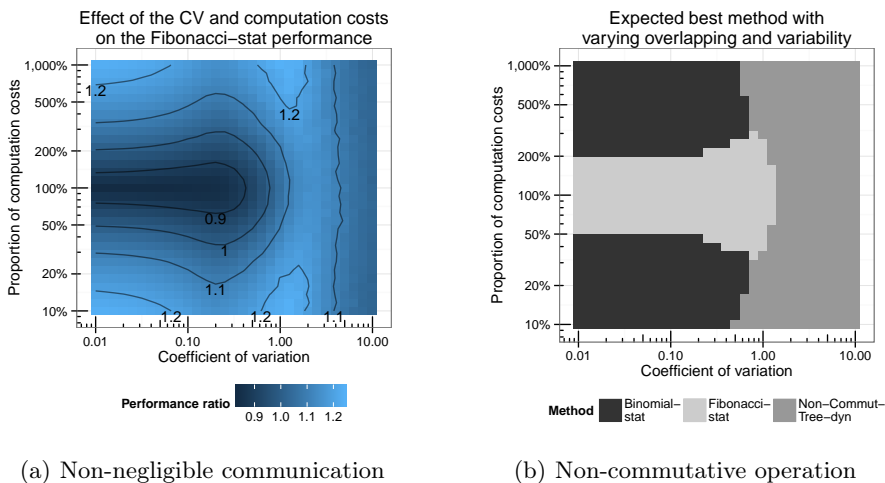 Effect of the CV and computation costs
on the Fibonacci−stat performance
Proportion of computation costs
1,000%
500%
200%
100%
50%
20%
10%
1.2
1.2
0.9
1
1.1
1.2
1.2
1.1
0.01 0.10 1.00 10.00
Coefficient of variation
Performance ratio
0.9 1.0 1.1 1.2
(a) Non-negligible communication
Expected best method with
varying overlapping and variability
Proportion of computation costs
1,000%
500%
200%
100%
50%
20%
10%
0.01 0.10 1.00 10.00
Coefficient of variation
Method
Binomial−
stat
Fibonacci−
stat
Non−Commut−
Tree−dyn
(b) Non-commutative operation